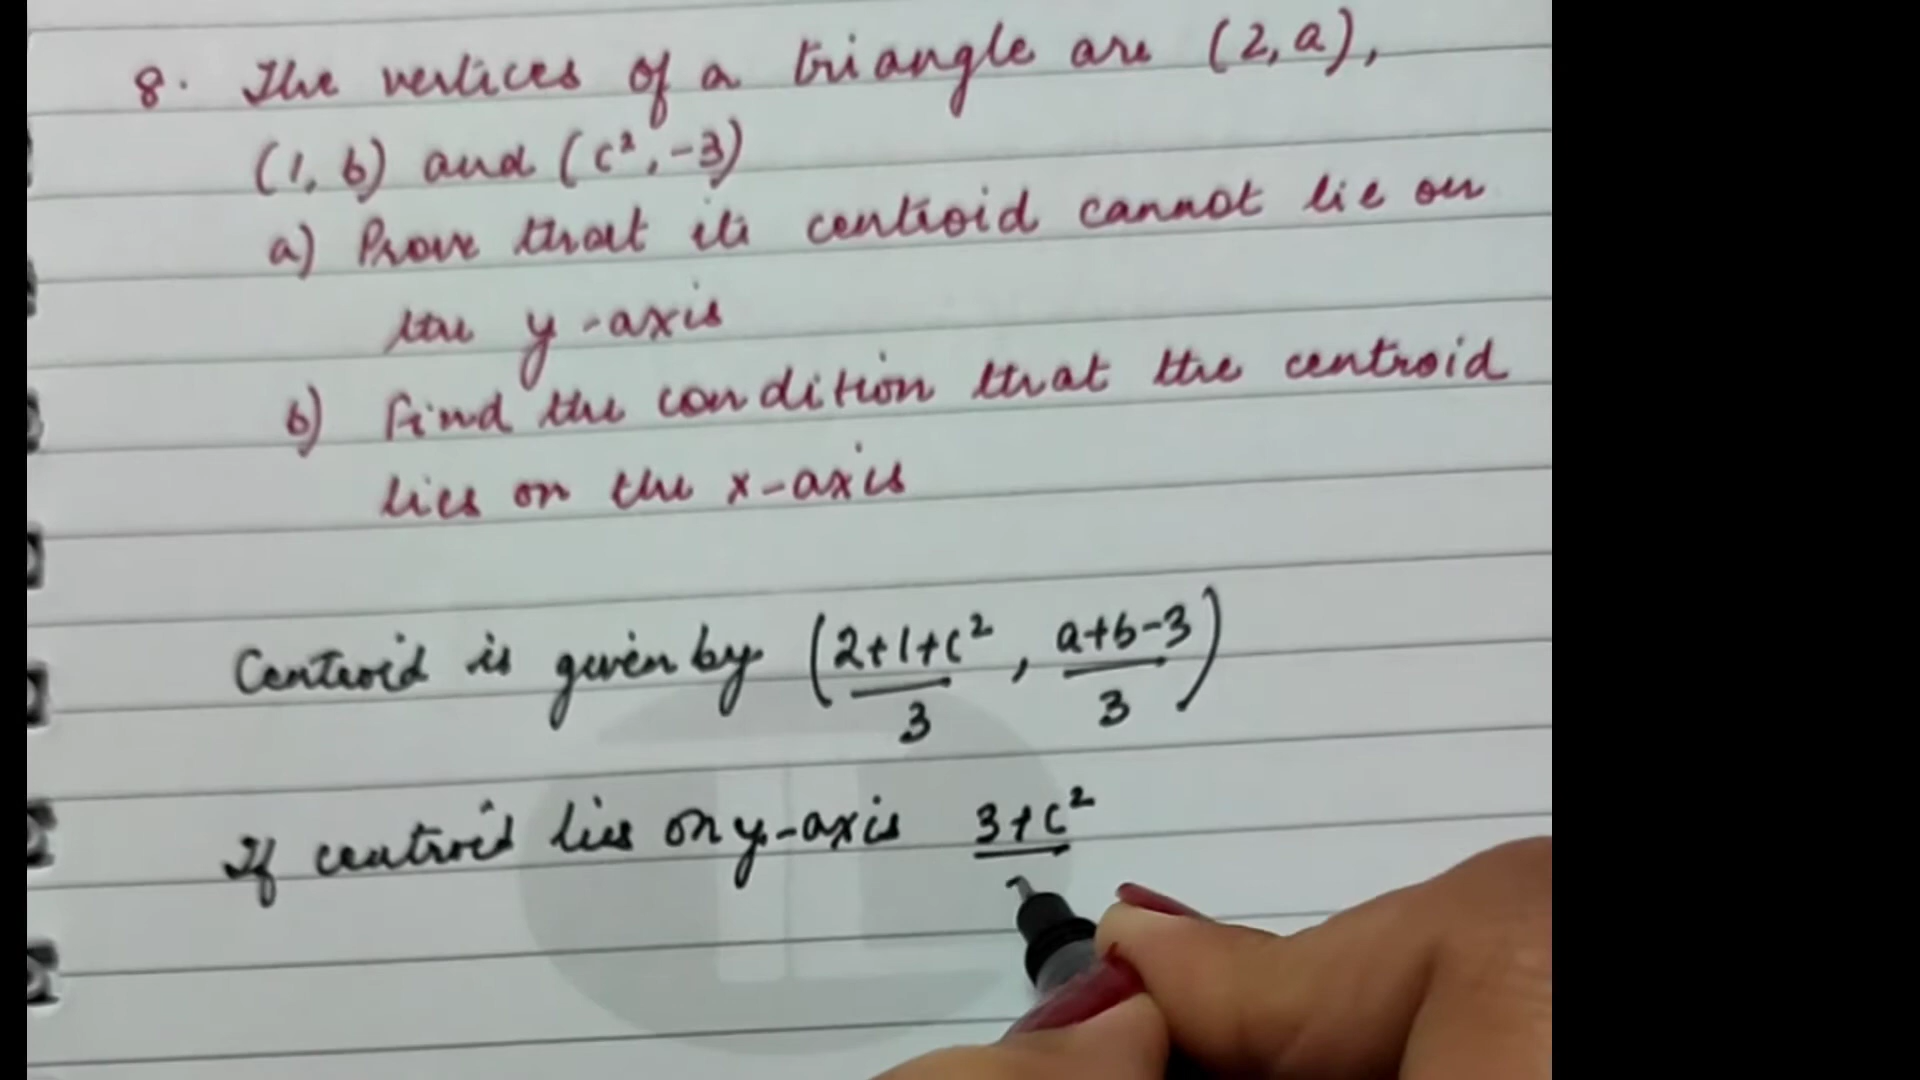 8. The vertices of a triangle are (2, a),
(1, b) and (c², -3)
a) Prove that its centroid cannot lie on
the y-axis
b) Find the condition that the centroid
lies on the x-axis
Centroid is given by (2+1+c²/3, a+b-3/3)
If centroid lies on y-axis 3+c²